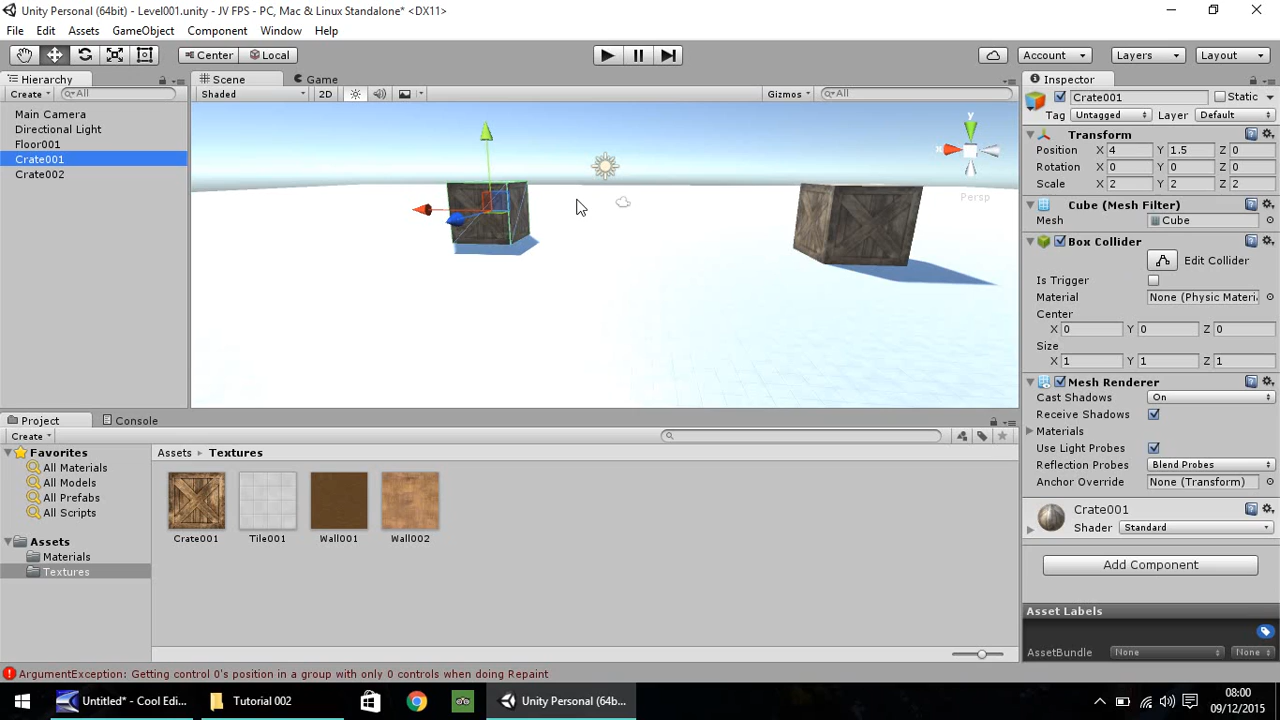 Unity Personal (64bit) - Level001.unity - JV FPS - PC, Mac & Linux Standalone* <DX11>
File Edit Assets GameObject Component Window Help
Center Local Account Layers Layout
Hierarchy Scene Game Inspector
Create All Shaded 2D Gizmos All Crate001 Static
Tag Untagged Layer Default
Main Camera
Directional Light
Floor001
Crate001
Crate002
y
x
Persp
Transform
Position X 4 Y 1.5 Z 0
Rotation X 0 Y 0 Z 0
Scale X 2 Y 2 Z 2
Cube (Mesh Filter)
Mesh Cube
Box Collider
Edit Collider
Is Trigger
Material None (Physic Materi
Center
X 0 Y 0 Z 0
Size
X 1 Y 1 Z 1
Mesh Renderer
Cast Shadows On
Receive Shadows
Materials
Use Light Probes
Reflection Probes Blend Probes
Anchor Override None (Transform)
Crate001
Shader Standard
Add Component
Asset Labels
AssetBundle None None
Project Console
Create
Favorites
All Materials
All Models
All Prefabs
All Scripts
Assets
Materials
Textures
Assets Textures
Crate001 Tile001 Wall001 Wall002
ArgumentException: Getting control 0's position in a group with only 0 controls when doing Repaint
Untitled* - Cool Edi... Tutorial 002 Unity Personal (64b... 08:00
09/12/2015